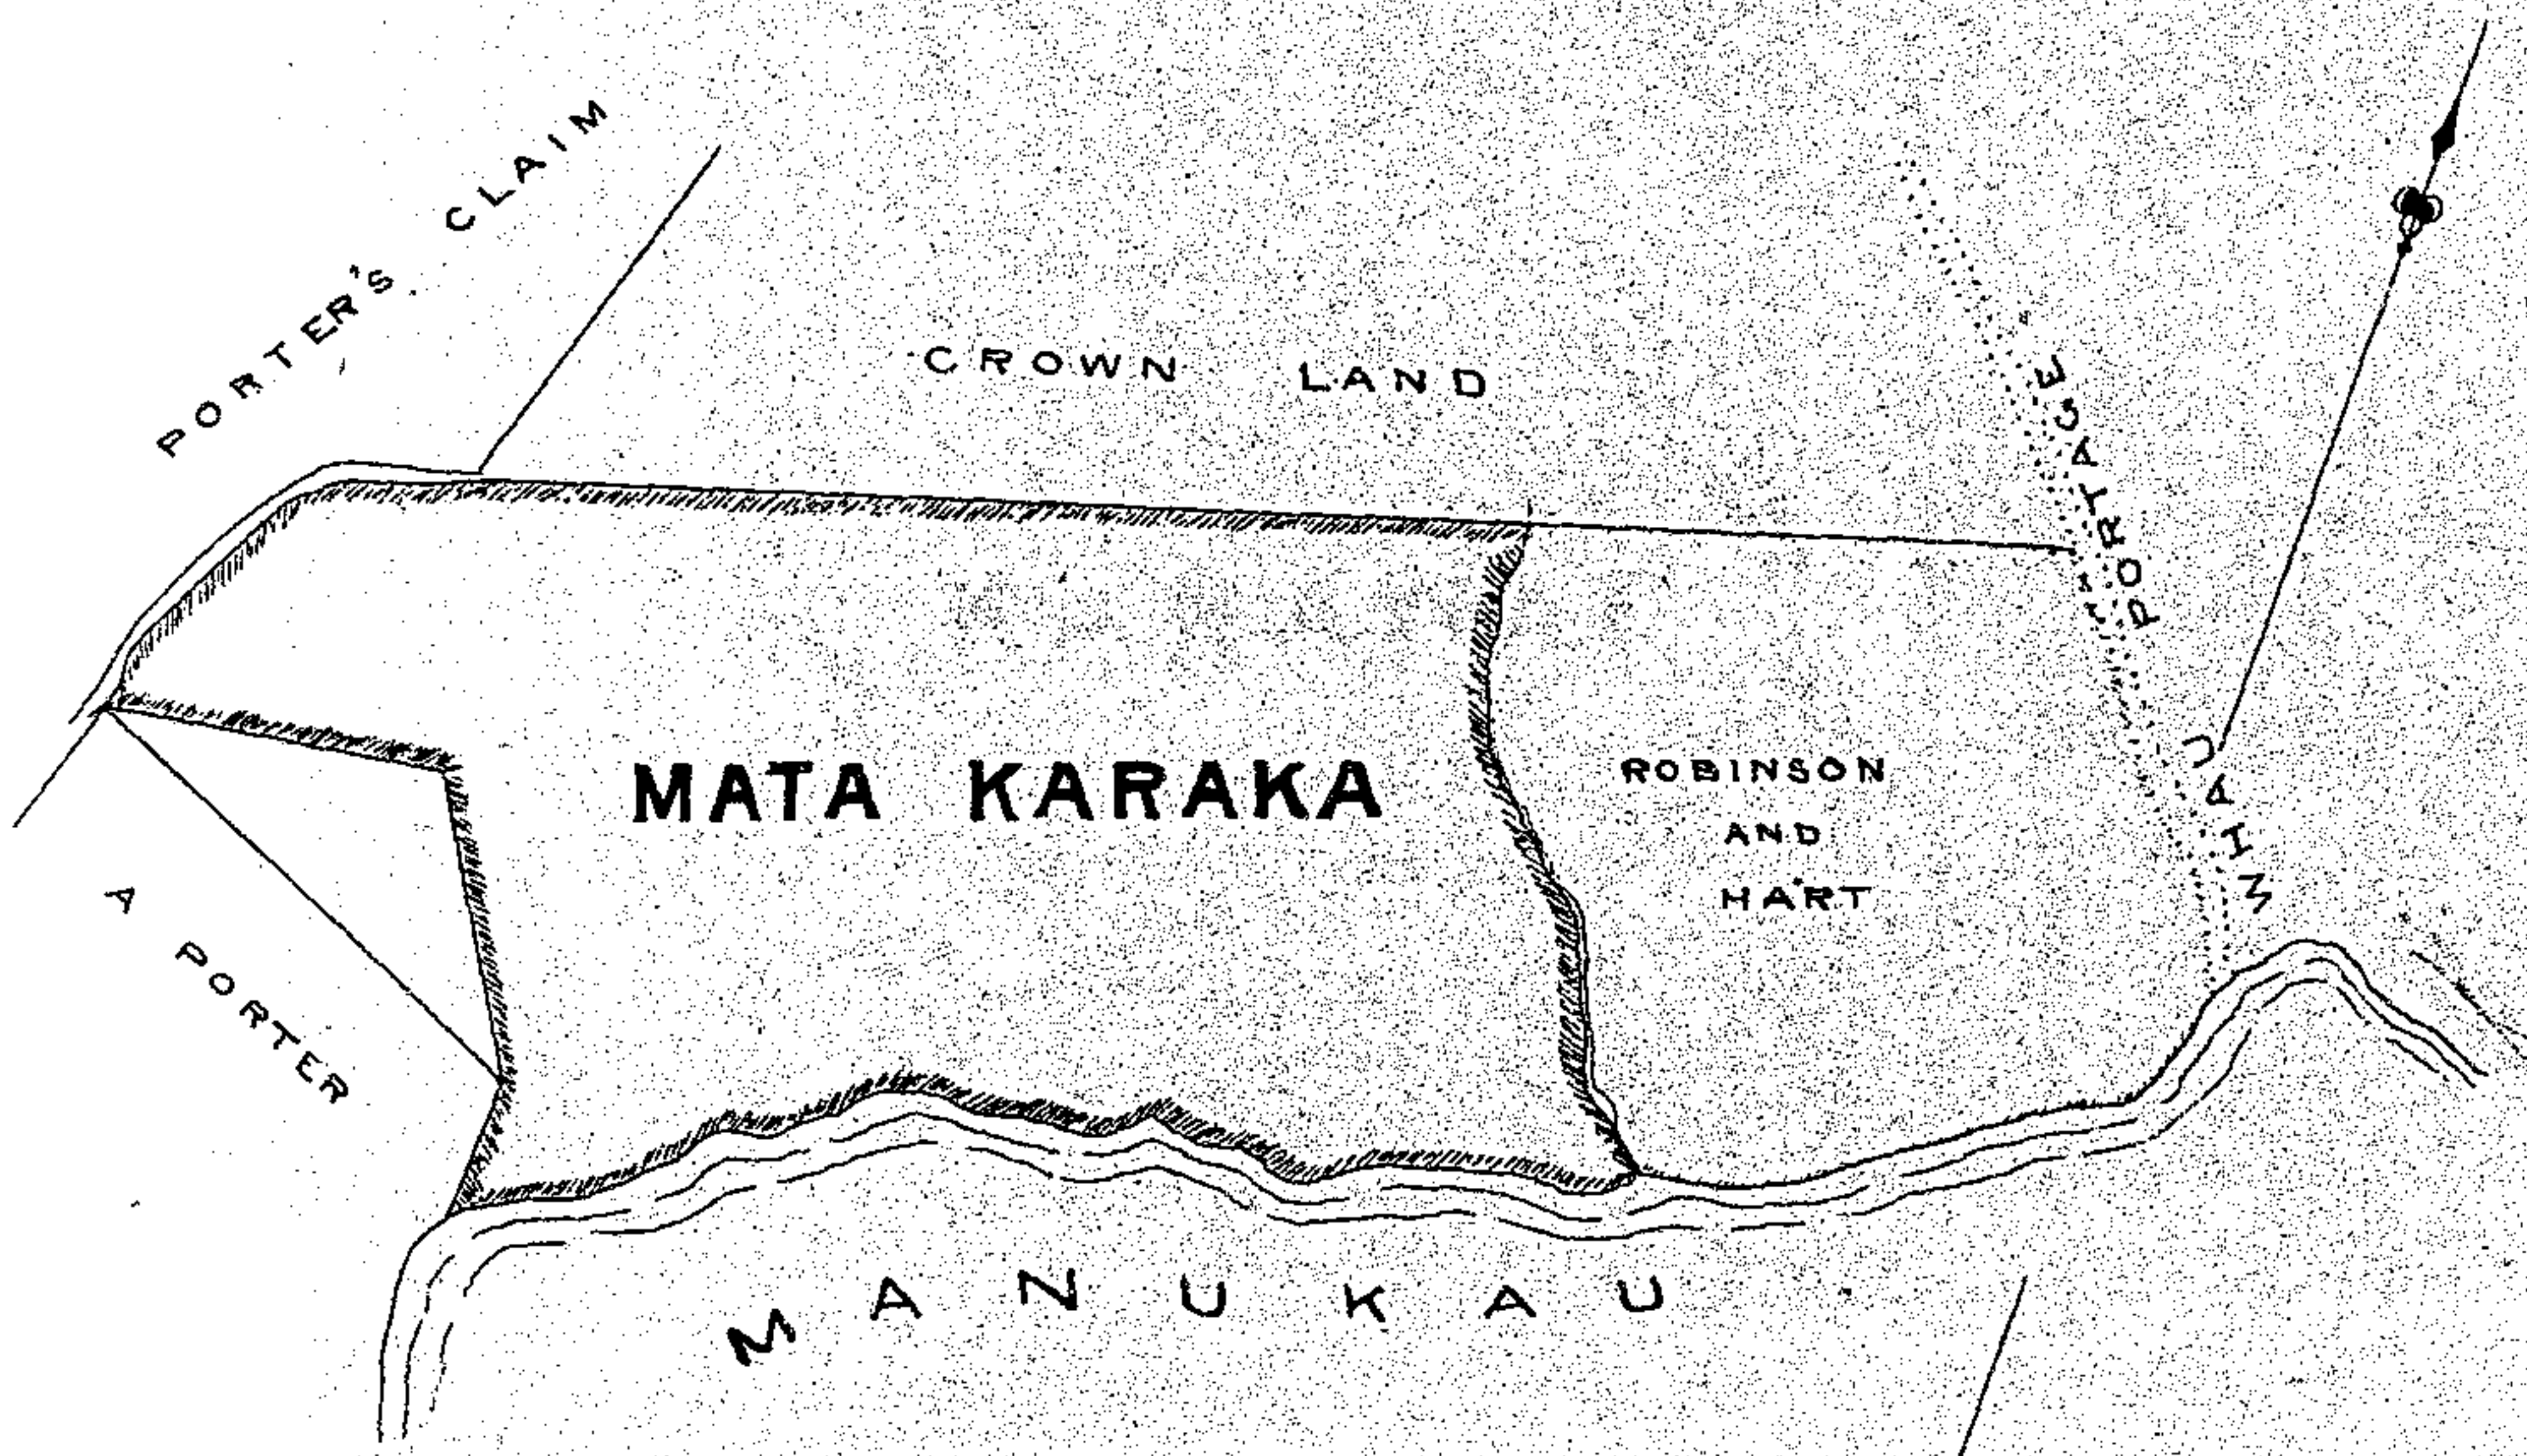 PORTER'S CLAIM
CROWN LAND
WHAU PORTAGE
MATA KARAKA
ROBINSON
AND
HART
A PORTER
MANUKAU